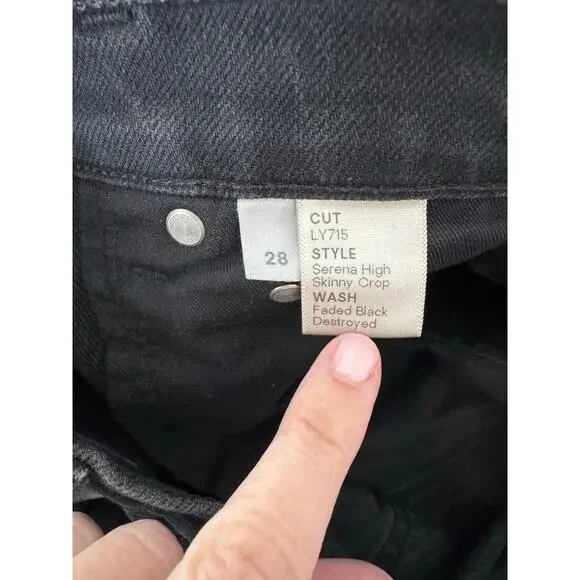 28
CUT
LY715
STYLE
Serena High
Skinny Crop
WASH
Faded Black
Destroyed